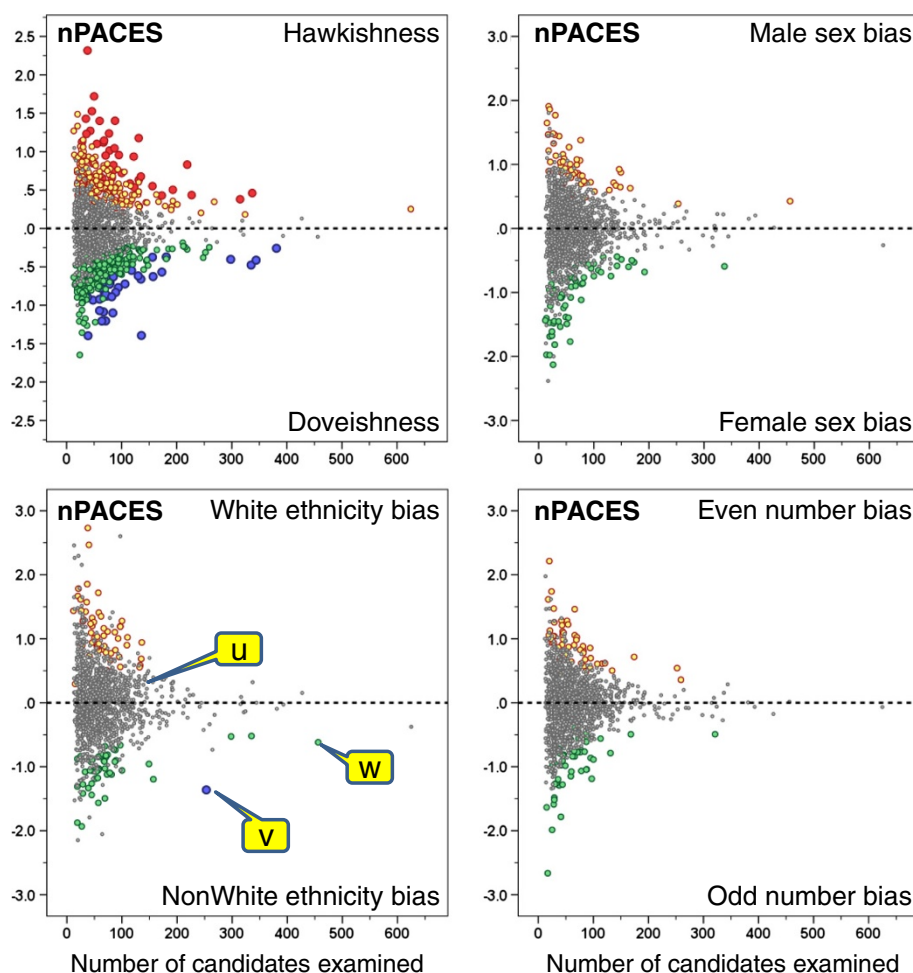 nPACES Hawkishness
2.5
2.0
1.5
1.0
.5
.0
-.5
-1.0
-1.5
-2.0
-2.5
Doveishness
0 100 200 300 400 500 600
nPACES Male sex bias
3.0
2.0
1.0
.0
-1.0
-2.0
-3.0
Female sex bias
0 100 200 300 400 500 600
nPACES White ethnicity bias
3.0
2.0
1.0
.0
-1.0
-2.0
-3.0
u
w
v
NonWhite ethnicity bias
0 100 200 300 400 500 600
Number of candidates examined
nPACES Even number bias
3.0
2.0
1.0
.0
-1.0
-2.0
-3.0
Odd number bias
0 100 200 300 400 500 600
Number of candidates examined